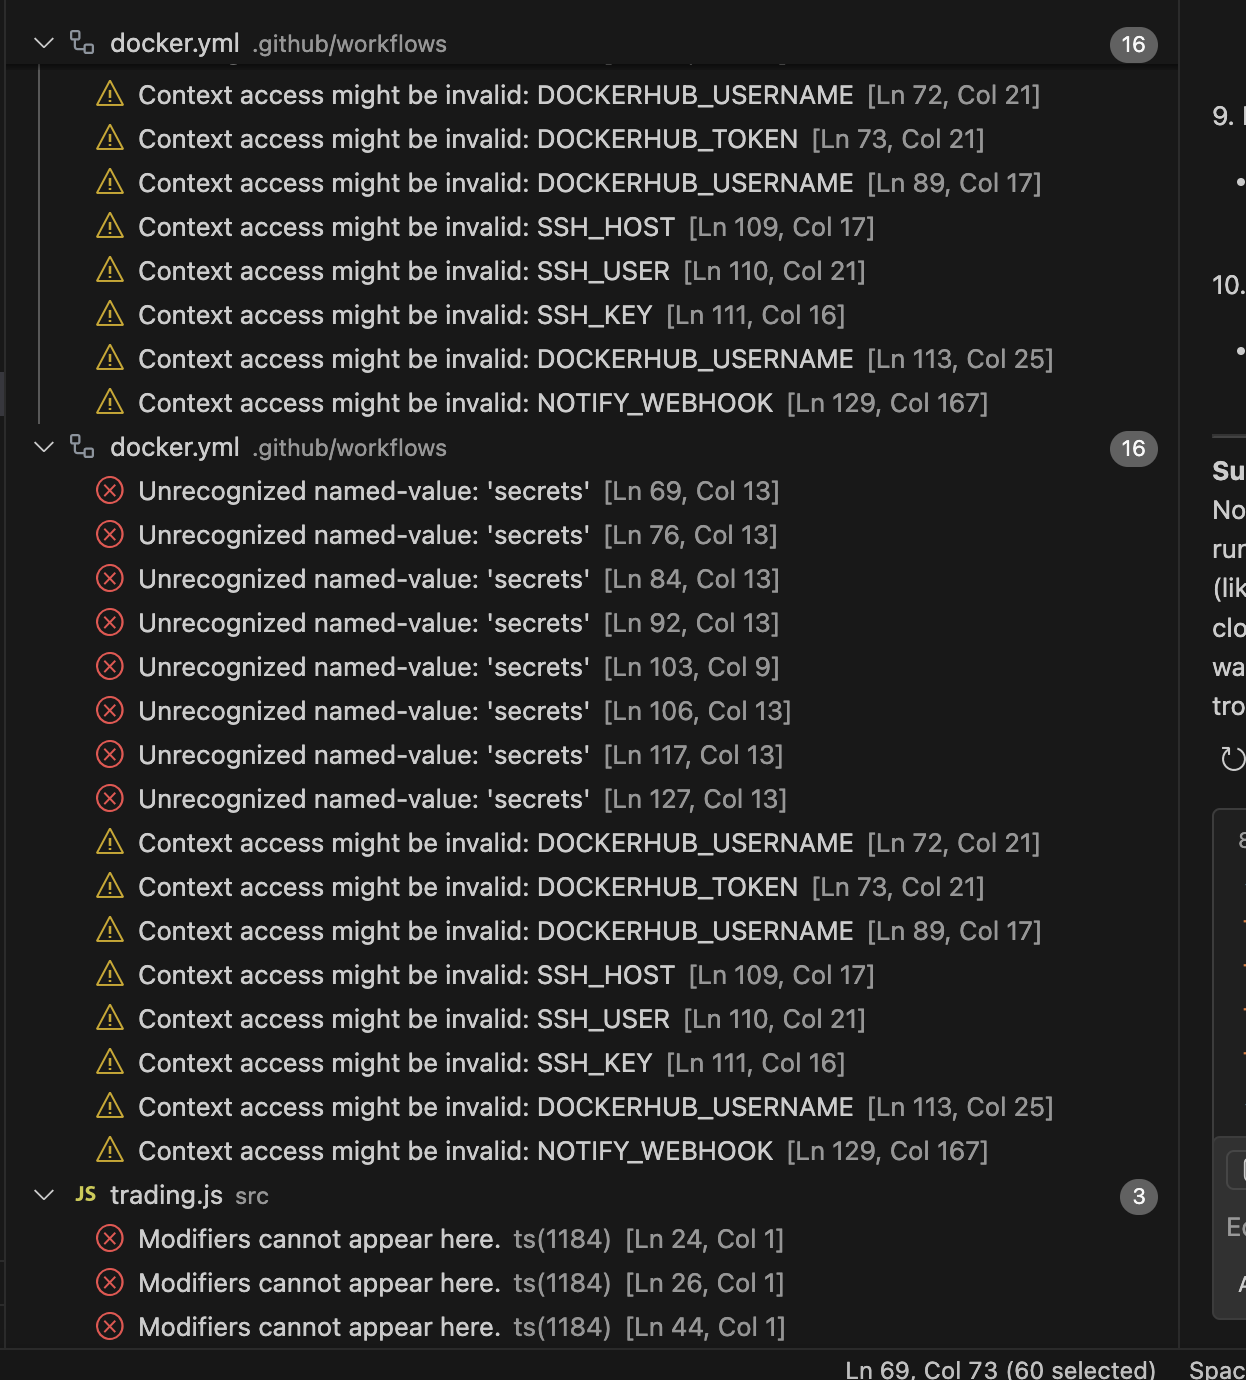 docker.yml .github/workflows 16
Context access might be invalid: DOCKERHUB_USERNAME [Ln 72, Col 21]
Context access might be invalid: DOCKERHUB_TOKEN [Ln 73, Col 21]
Context access might be invalid: DOCKERHUB_USERNAME [Ln 89, Col 17]
Context access might be invalid: SSH_HOST [Ln 109, Col 17]
Context access might be invalid: SSH_USER [Ln 110, Col 21]
Context access might be invalid: SSH_KEY [Ln 111, Col 16]
Context access might be invalid: DOCKERHUB_USERNAME [Ln 113, Col 25]
Context access might be invalid: NOTIFY_WEBHOOK [Ln 129, Col 167]
docker.yml .github/workflows 16
Unrecognized named-value: 'secrets' [Ln 69, Col 13]
Unrecognized named-value: 'secrets' [Ln 76, Col 13]
Unrecognized named-value: 'secrets' [Ln 84, Col 13]
Unrecognized named-value: 'secrets' [Ln 92, Col 13]
Unrecognized named-value: 'secrets' [Ln 103, Col 9]
Unrecognized named-value: 'secrets' [Ln 106, Col 13]
Unrecognized named-value: 'secrets' [Ln 117, Col 13]
Unrecognized named-value: 'secrets' [Ln 127, Col 13]
Context access might be invalid: DOCKERHUB_USERNAME [Ln 72, Col 21]
Context access might be invalid: DOCKERHUB_TOKEN [Ln 73, Col 21]
Context access might be invalid: DOCKERHUB_USERNAME [Ln 89, Col 17]
Context access might be invalid: SSH_HOST [Ln 109, Col 17]
Context access might be invalid: SSH_USER [Ln 110, Col 21]
Context access might be invalid: SSH_KEY [Ln 111, Col 16]
Context access might be invalid: DOCKERHUB_USERNAME [Ln 113, Col 25]
Context access might be invalid: NOTIFY_WEBHOOK [Ln 129, Col 167]
JS trading.js src 3
Modifiers cannot appear here. ts(1184) [Ln 24, Col 1]
Modifiers cannot appear here. ts(1184) [Ln 26, Col 1]
Modifiers cannot appear here. ts(1184) [Ln 44, Col 1]
Ln 69, Col 73 (60 selected) Spac
9.
10.
Su
No
run
(lik
clo
wa
tro